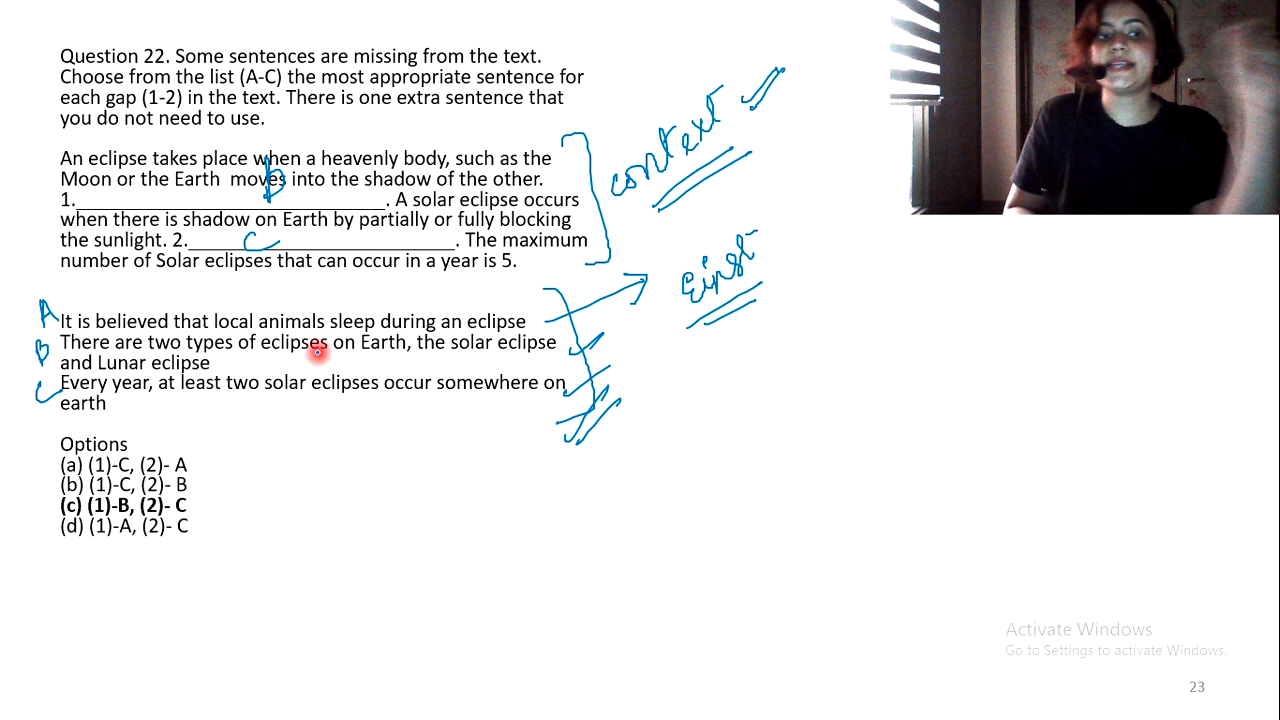 Question 22. Some sentences are missing from the text.
Choose from the list (A-C) the most appropriate sentence for
each gap (1-2) in the text. There is one extra sentence that
you do not need to use.
An eclipse takes place when a heavenly body, such as the
Moon or the Earth  moves into the shadow of the other.
1.____________________________. A solar eclipse occurs
when there is shadow on Earth by partially or fully blocking
the sunlight. 2.________________________. The maximum
number of Solar eclipses that can occur in a year is 5.
B
C
context
First
A It is believed that local animals sleep during an eclipse
B There are two types of eclipses on Earth, the solar eclipse
and Lunar eclipse
C Every year, at least two solar eclipses occur somewhere on
earth
Options
(a) (1)-C, (2)- A
(b) (1)-C, (2)- B
(c) (1)-B, (2)- C
(d) (1)-A, (2)- C
Activate Windows
Go to Settings to activate Windows.
23